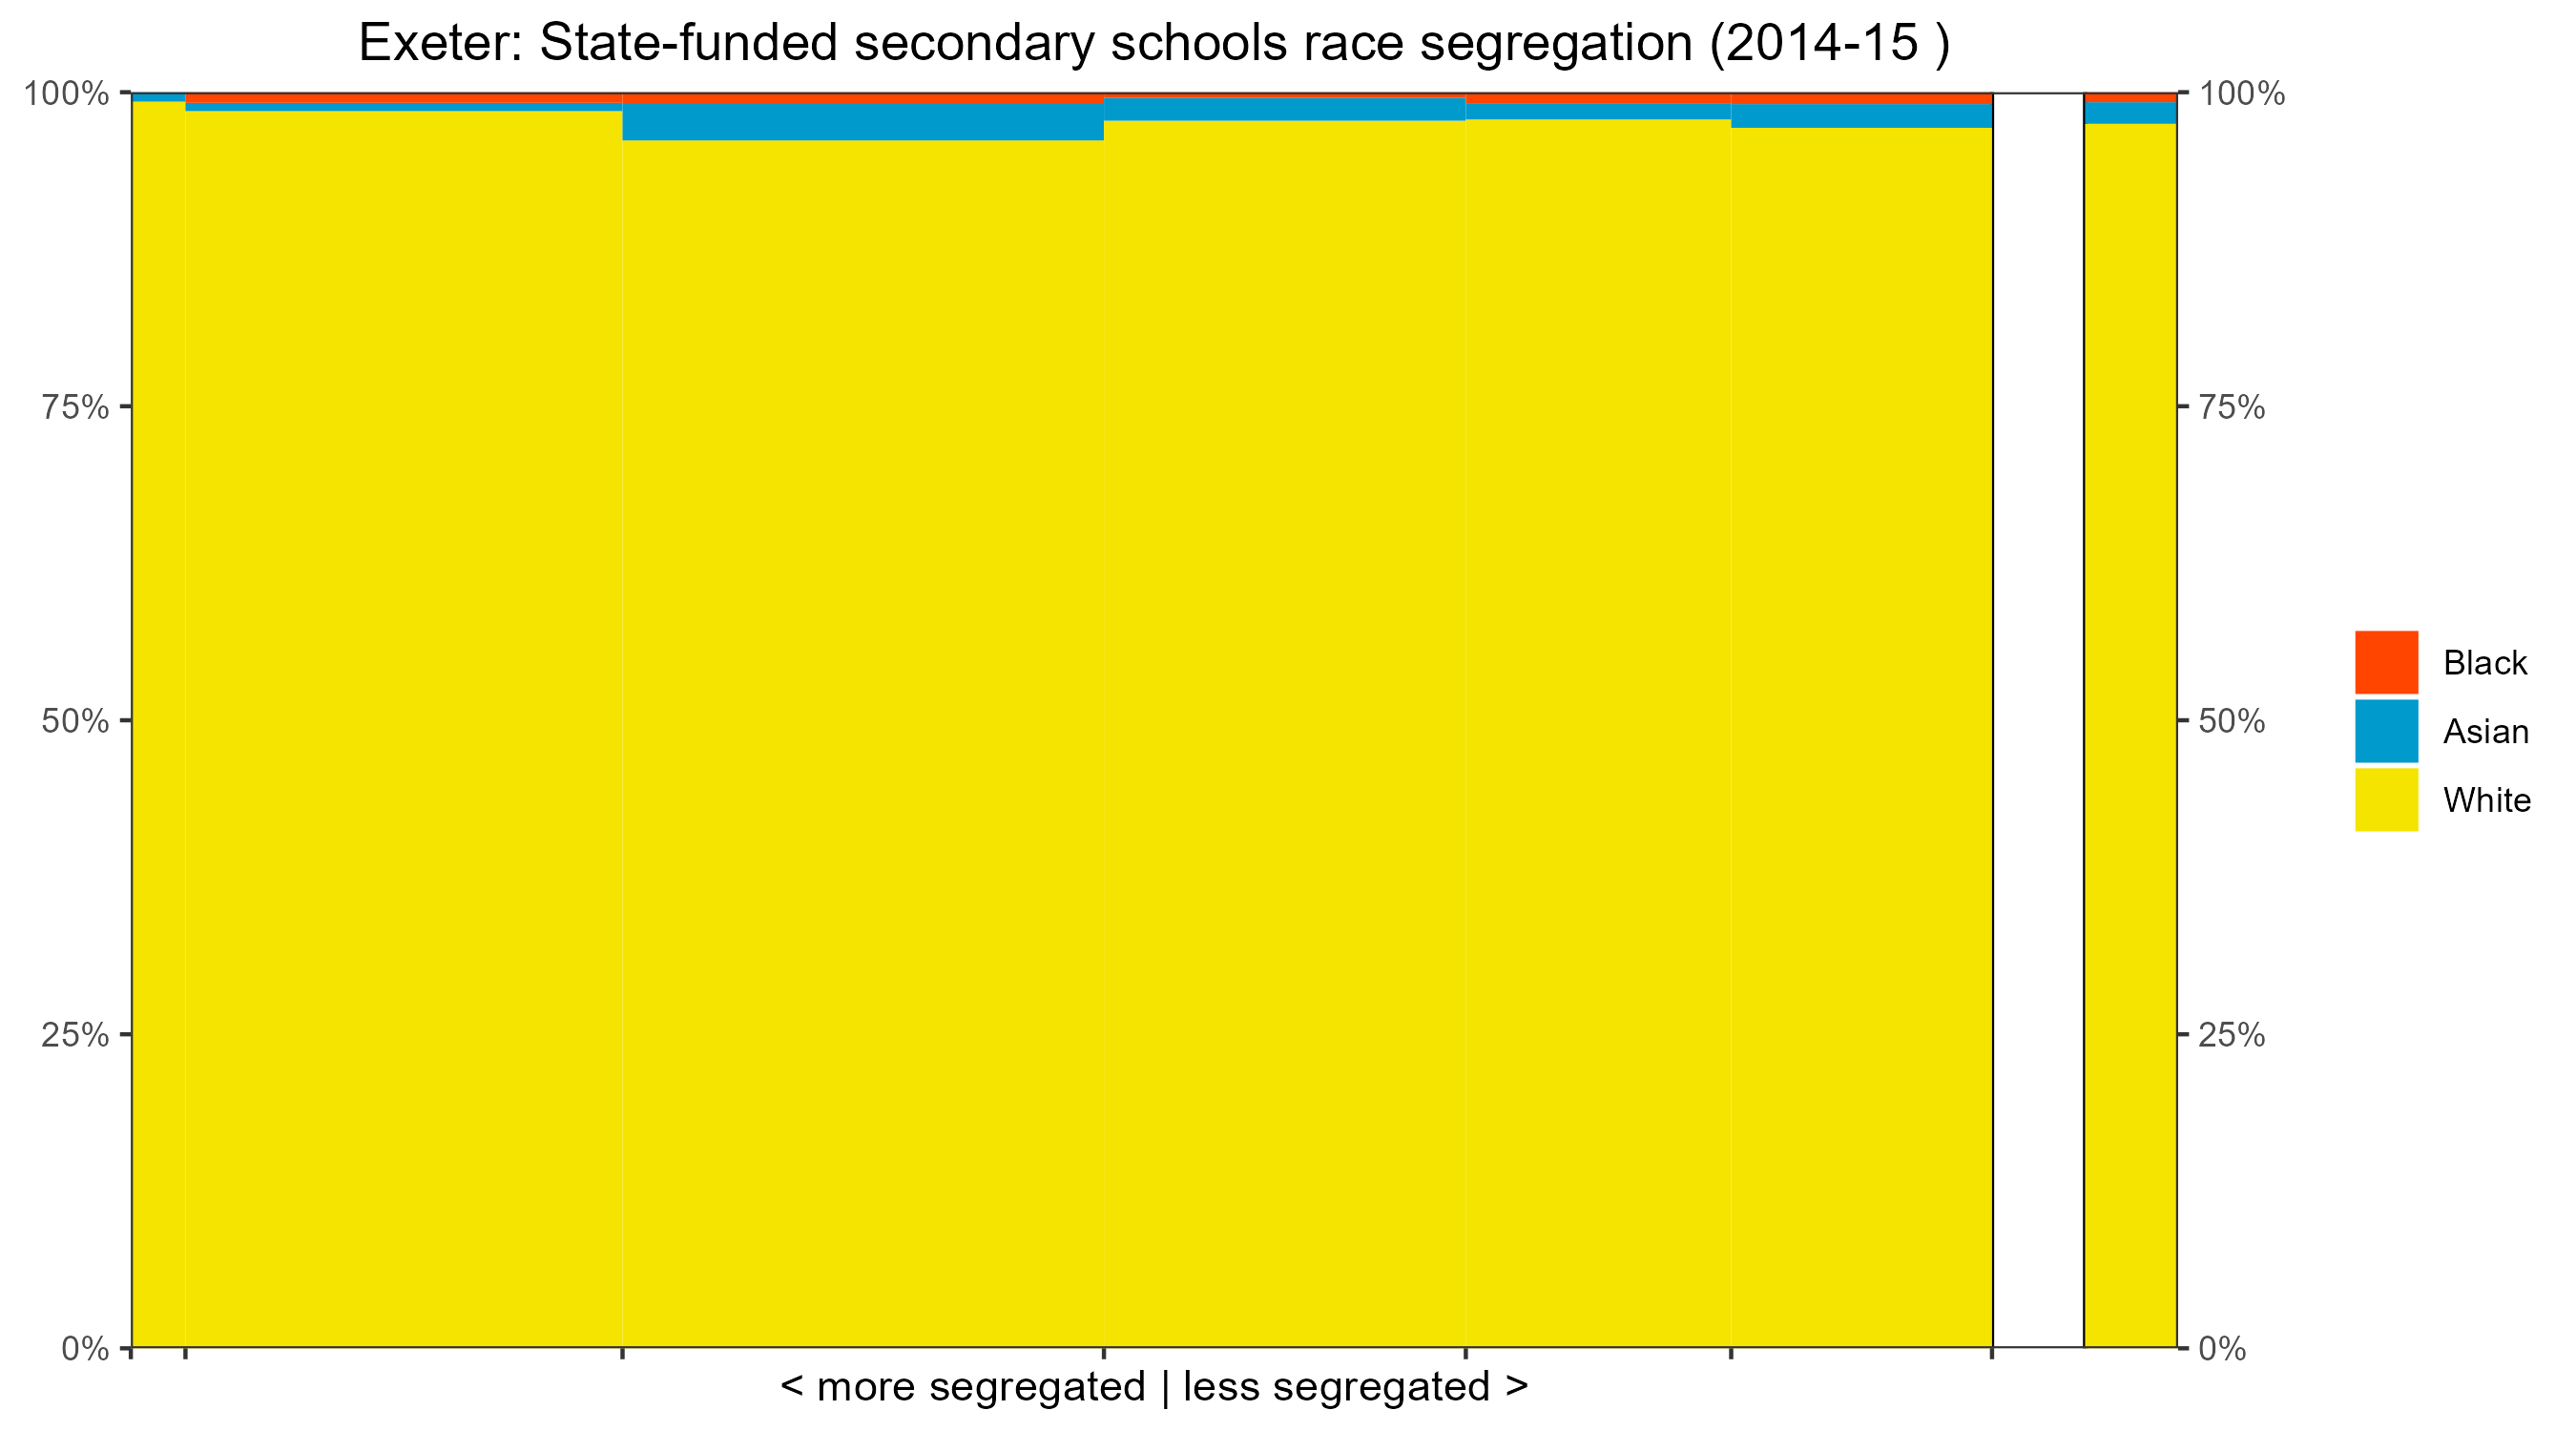 Exeter: State-funded secondary schools race segregation (2014-15 )
100%
75%
50%
25%
0%
100%
75%
50%
25%
0%
Black
Asian
White
< more segregated | less segregated >